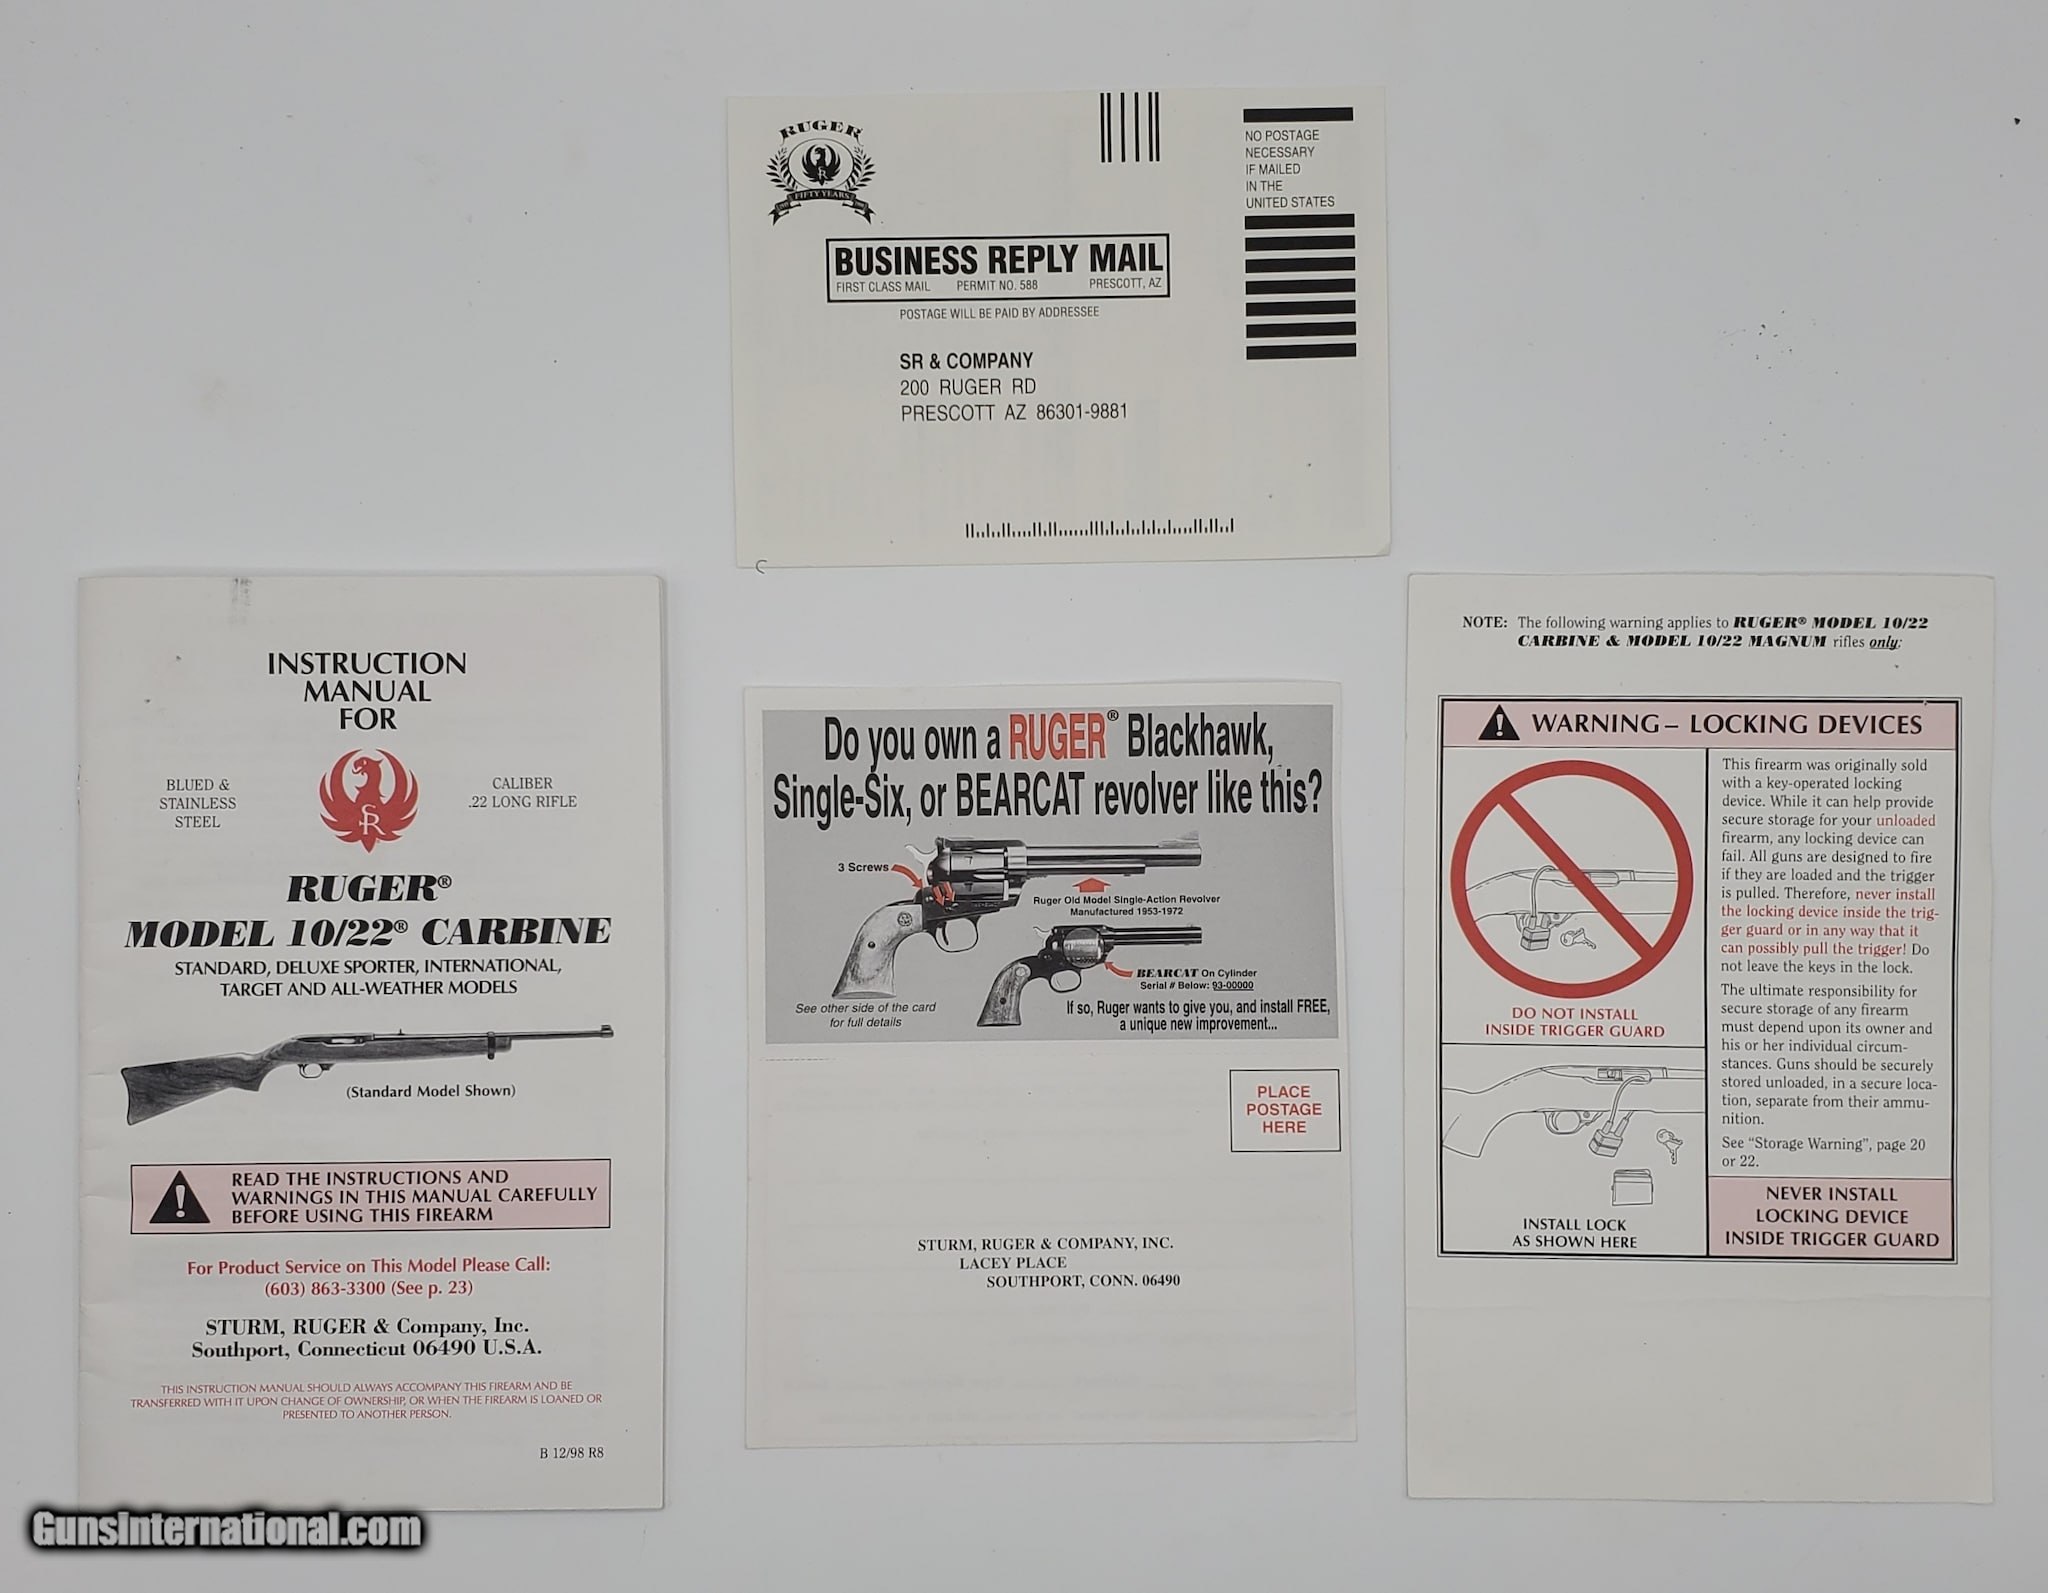 RUGER
FIFTY YEARS
NO POSTAGE
NECESSARY
IF MAILED
IN THE
UNITED STATES
BUSINESS REPLY MAIL
FIRST CLASS MAIL PERMIT NO. 588 PRESCOTT, AZ
POSTAGE WILL BE PAID BY ADDRESSEE
SR & COMPANY
200 RUGER RD
PRESCOTT AZ 86301-9881
INSTRUCTION
MANUAL
FOR
BLUED &
STAINLESS
STEEL
SR
CALIBER
.22 LONG RIFLE
RUGER®
MODEL 10/22® CARBINE
STANDARD, DELUXE SPORTER, INTERNATIONAL,
TARGET AND ALL-WEATHER MODELS
(Standard Model Shown)
READ THE INSTRUCTIONS AND
WARNINGS IN THIS MANUAL CAREFULLY
BEFORE USING THIS FIREARM
For Product Service on This Model Please Call:
(603) 863-3300 (See p. 23)
STURM, RUGER & Company, Inc.
Southport, Connecticut 06490 U.S.A.
THIS INSTRUCTION MANUAL SHOULD ALWAYS ACCOMPANY THIS FIREARM AND BE
TRANSFERRED WITH IT UPON CHANGE OF OWNERSHIP, OR WHEN THE FIREARM IS LOANED OR
PRESENTED TO ANOTHER PERSON.
B 12/98 R8
Do you own a RUGER® Blackhawk,
Single-Six, or BEARCAT revolver like this?
3 Screws
Ruger Old Model Single-Action Revolver
Manufactured 1953-1972
BEARCAT On Cylinder
Serial # Below: 93-00000
See other side of the card
for full details
If so, Ruger wants to give you, and install FREE,
a unique new improvement...
PLACE
POSTAGE
HERE
STURM, RUGER & COMPANY, INC.
LACEY PLACE
SOUTHPORT, CONN. 06490
NOTE: The following warning applies to RUGER® MODEL 10/22
CARBINE & MODEL 10/22 MAGNUM rifles only:
WARNING – LOCKING DEVICES
DO NOT INSTALL
INSIDE TRIGGER GUARD
INSTALL LOCK
AS SHOWN HERE
This firearm was originally sold
with a key-operated locking
device. While it can help provide
secure storage for your unloaded
firearm, any locking device can
fail. All guns are designed to fire
if they are loaded and the trigger
is pulled. Therefore, never install
the locking device inside the trig-
ger guard or in any way that it
can possibly pull the trigger! Do
not leave the keys in the lock.
The ultimate responsibility for
secure storage of any firearm
must depend upon its owner and
his or her individual circum-
stances. Guns should be securely
stored unloaded, in a secure loca-
tion, separate from their ammu-
nition.
See "Storage Warning", page 20
or 22.
NEVER INSTALL
LOCKING DEVICE
INSIDE TRIGGER GUARD
GunsInternational.com